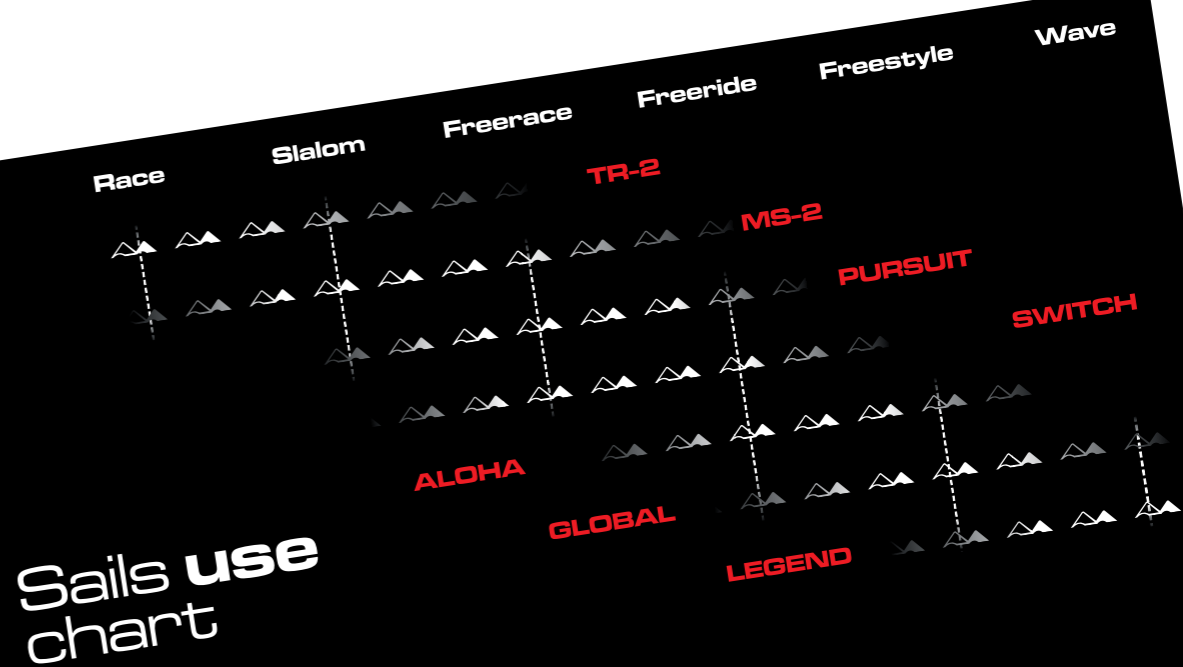 Race
Slalom
Freerace
Freeride
Freestyle
Wave
TR-2
MS-2
PURSUIT
SWITCH
ALOHA
GLOBAL
LEGEND
Sails use
chart